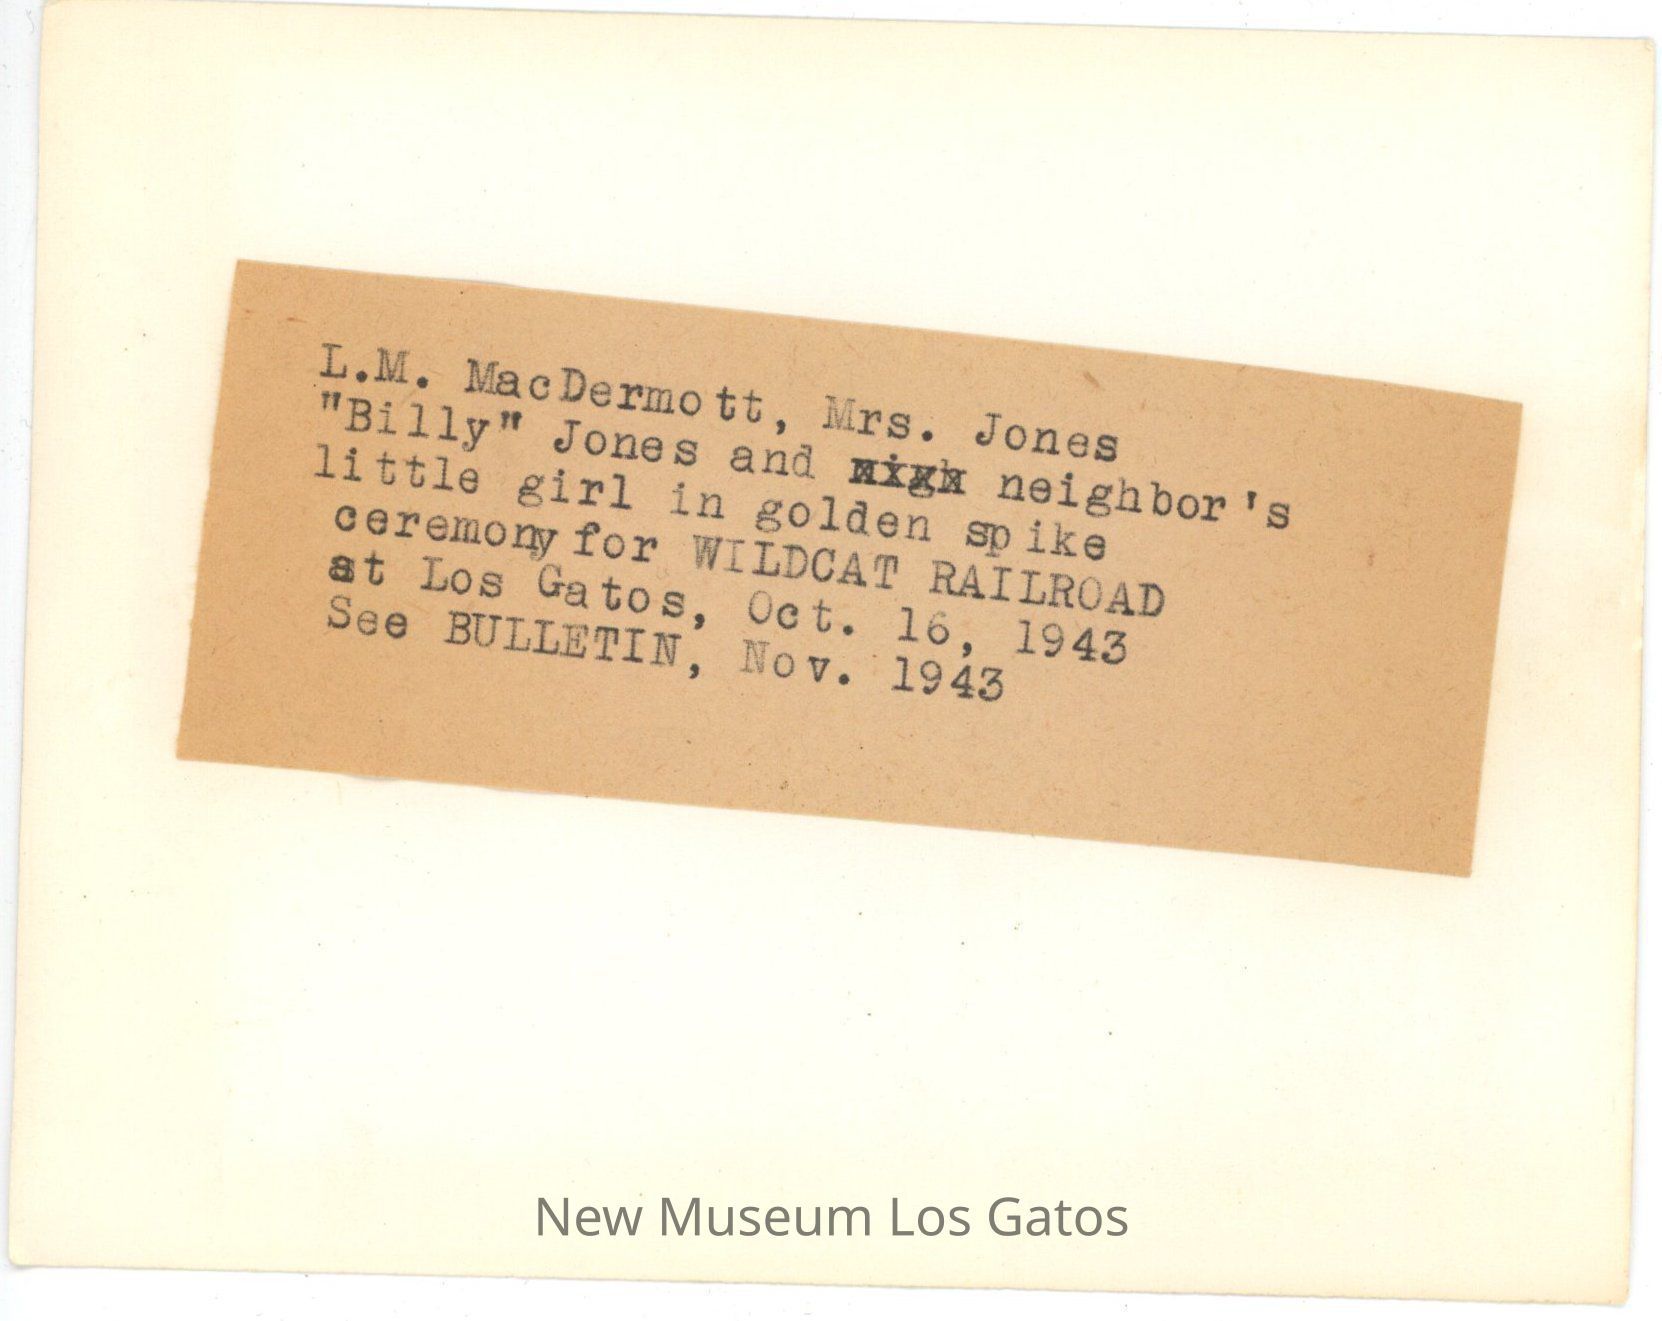 L.M. MacDermott, Mrs. Jones
"Billy" Jones and neighbor's
little girl in golden spike
ceremony for WILDCAT RAILROAD
at Los Gatos, Oct. 16, 1943
See BULLETIN, Nov. 1943
New Museum Los Gatos